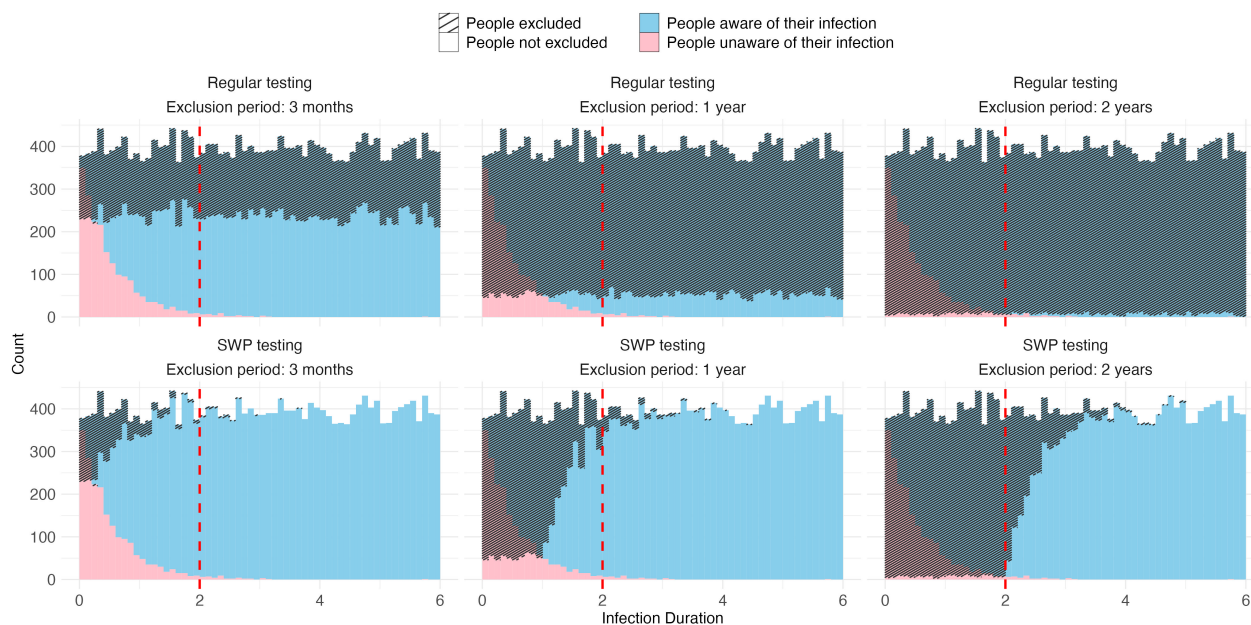 People excluded
People not excluded
People aware of their infection
People unaware of their infection
Regular testing
Exclusion period: 3 months
Regular testing
Exclusion period: 1 year
Regular testing
Exclusion period: 2 years
400
300
200
100
0
SWP testing
Exclusion period: 3 months
SWP testing
Exclusion period: 1 year
SWP testing
Exclusion period: 2 years
400
300
200
100
0
Count
0 2 4 6
0 2 4 6
0 2 4 6
Infection Duration